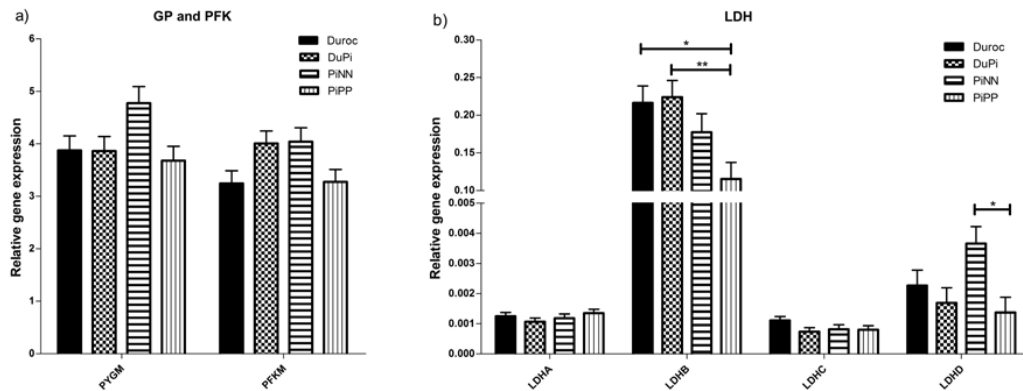 a)
GP and PFK
Relative gene expression
6
5
4
3
2
1
0
Duroc
DuPi
PiNN
PiPP
PYGM
PFKM
b)
LDH
Relative gene expression
0.30
0.25
0.20
0.15
0.10
0.005
0.004
0.003
0.002
0.001
0.000
*
**
*
Duroc
DuPi
PiNN
PiPP
LDHA
LDHB
LDHC
LDHD